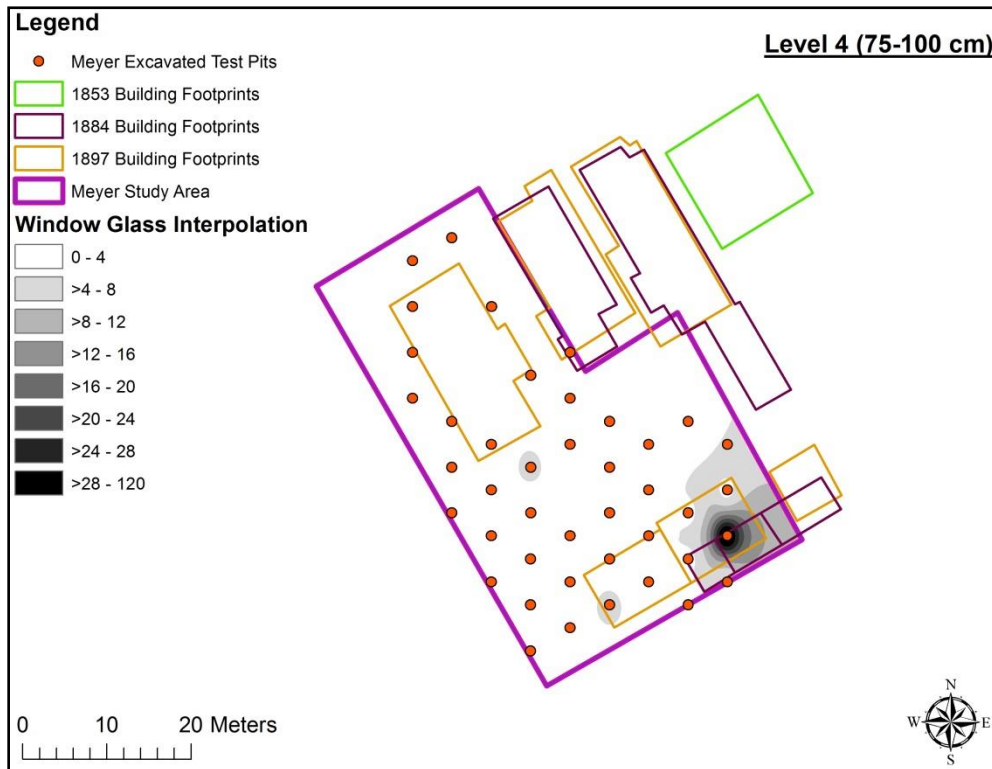 Legend
Level 4 (75-100 cm)
Meyer Excavated Test Pits
1853 Building Footprints
1884 Building Footprints
1897 Building Footprints
Meyer Study Area
Window Glass Interpolation
0 - 4
>4 - 8
>8 - 12
>12 - 16
>16 - 20
>20 - 24
>24 - 28
>28 - 120
0 10 20 Meters
N
W E
S